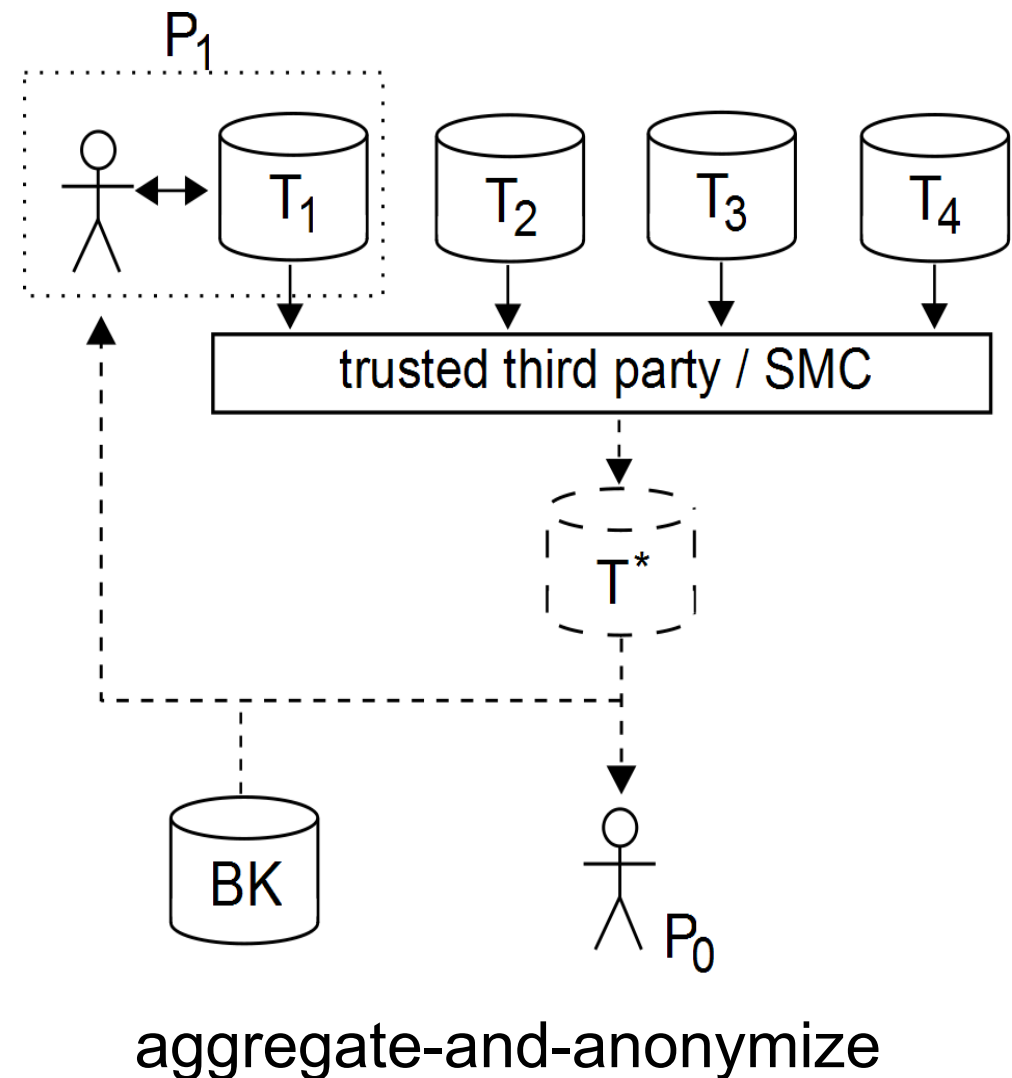 P1
T1 T2 T3 T4
trusted third party / SMC
T*
BK
P0
aggregate-and-anonymize